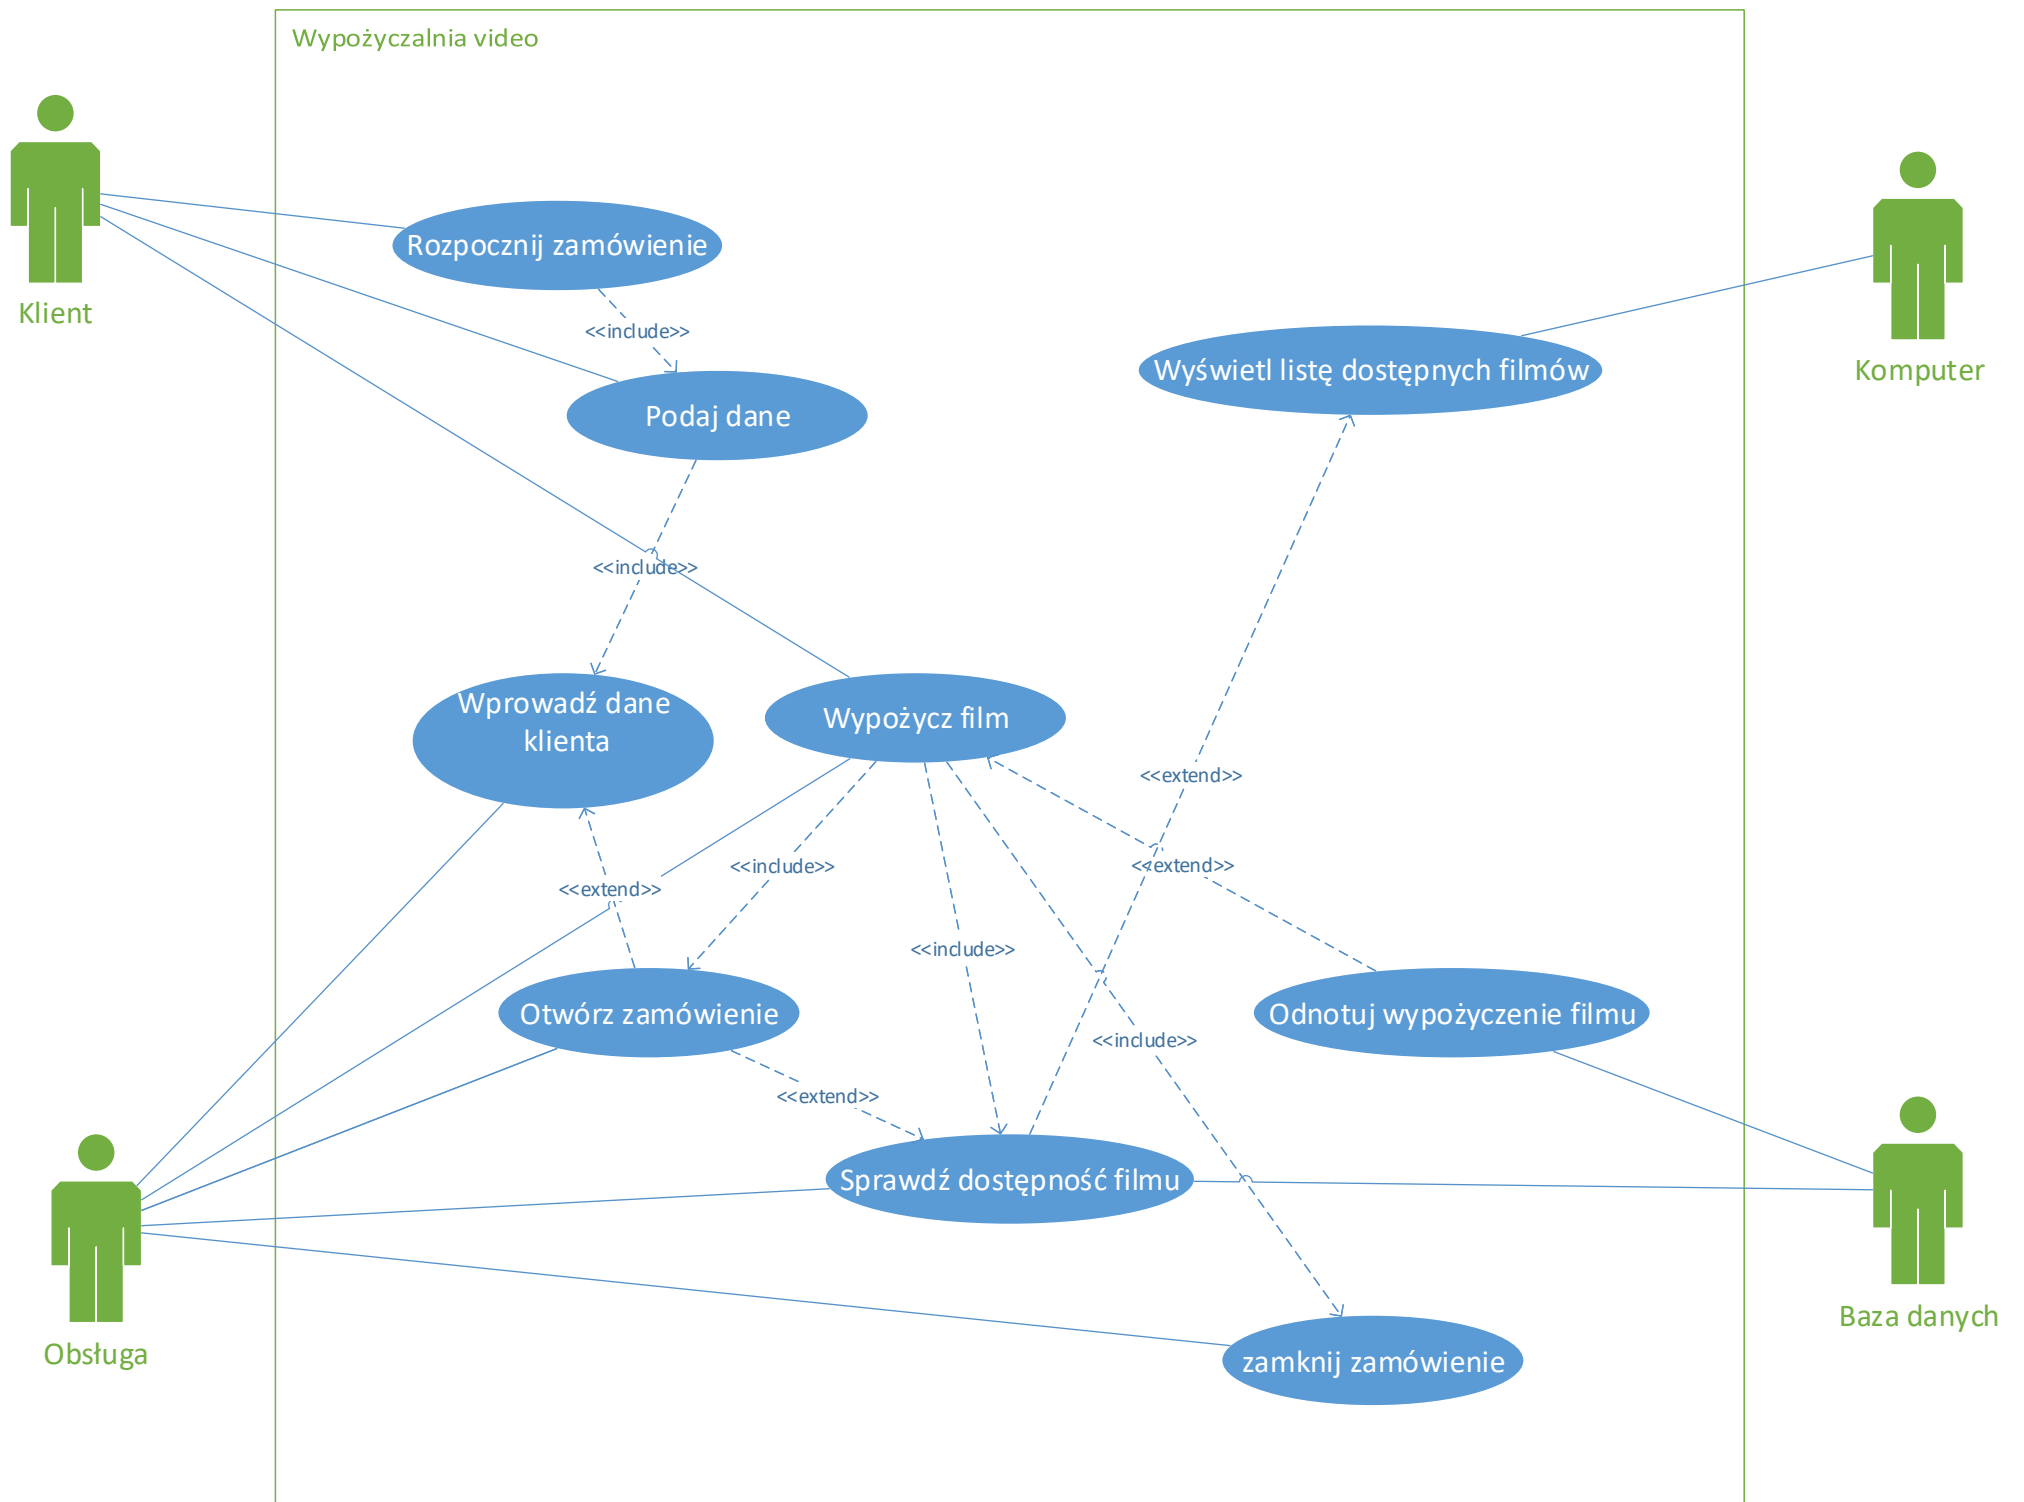 Wypożyczalnia video
Klient
Rozpocznij zamówienie
<<include>>
Podaj dane
Wyświetl listę dostępnych filmów
Komputer
<<include>>
Wprowadź dane
klienta
Wypożycz film
<<extend>>
<<extend>>
<<include>>
<<extend>>
<<include>>
Otwórz zamówienie
Odnotuj wypożyczenie filmu
<<include>>
<<extend>>
Sprawdź dostępność filmu
Obsługa
Baza danych
zamknij zamówienie